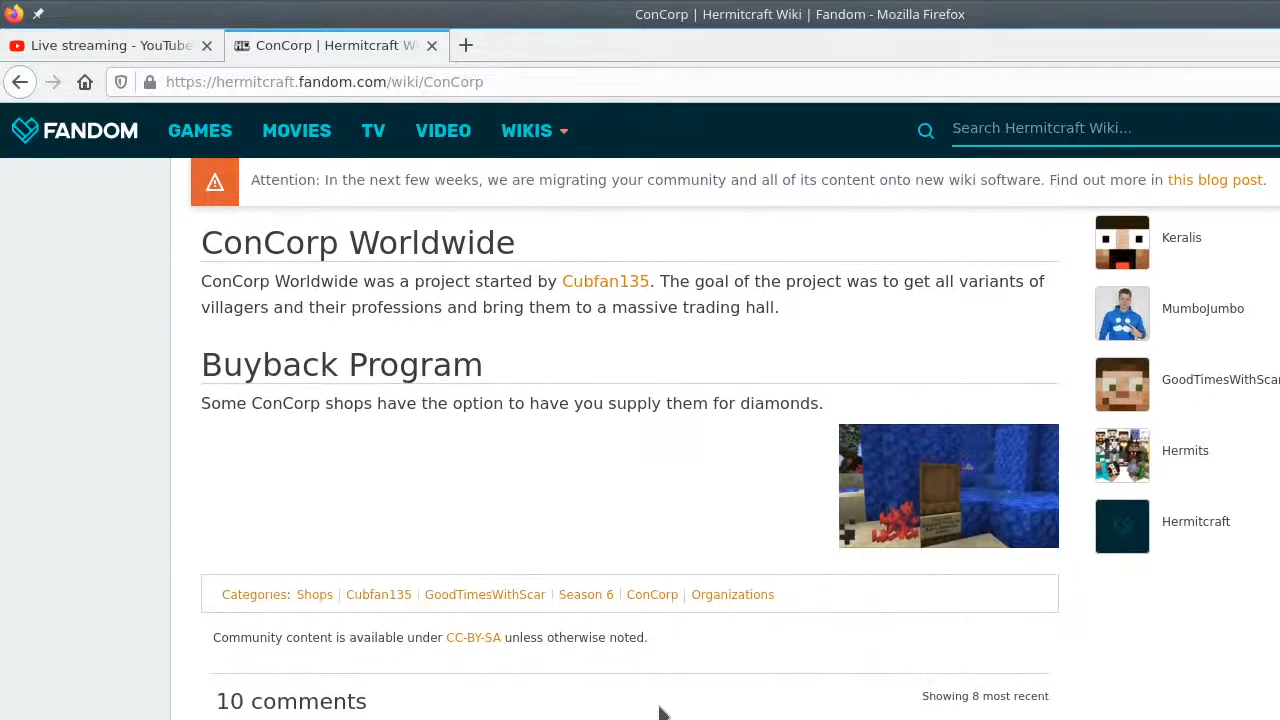 ConCorp | Hermitcraft Wiki | Fandom - Mozilla Firefox
Live streaming - YouTube
ConCorp | Hermitcraft Wi
https://hermitcraft.fandom.com/wiki/ConCorp
FANDOM GAMES MOVIES TV VIDEO WIKIS
Search Hermitcraft Wiki...
Attention: In the next few weeks, we are migrating your community and all of its content onto new wiki software. Find out more in this blog post.
ConCorp Worldwide
ConCorp Worldwide was a project started by Cubfan135. The goal of the project was to get all variants of
villagers and their professions and bring them to a massive trading hall.
Buyback Program
Some ConCorp shops have the option to have you supply them for diamonds.
Categories: Shops Cubfan135 GoodTimesWithScar Season 6 ConCorp Organizations
Community content is available under CC-BY-SA unless otherwise noted.
10 comments
Showing 8 most recent
Keralis
MumboJumbo
GoodTimesWithScar
Hermits
Hermitcraft